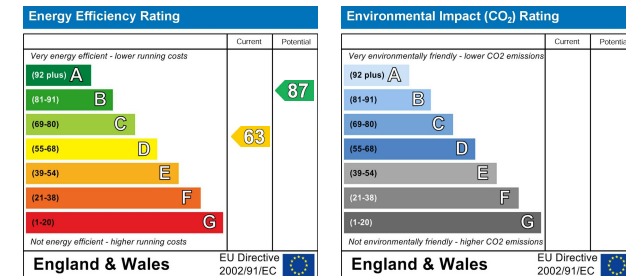 Energy Efficiency Rating
Current Potential
Very energy efficient - lower running costs
(92 plus) A
(81-91) B
87
(69-80) C
63
(55-68) D
(39-54) E
(21-38) F
(1-20) G
Not energy efficient - higher running costs
England & Wales
EU Directive
2002/91/EC
Environmental Impact (CO₂) Rating
Current Potential
Very environmentally friendly - lower CO2 emissions
(92 plus) A
(81-91) B
(69-80) C
(55-68) D
(39-54) E
(21-38) F
(1-20) G
Not environmentally friendly - higher CO2 emissions
England & Wales
EU Directive
2002/91/EC